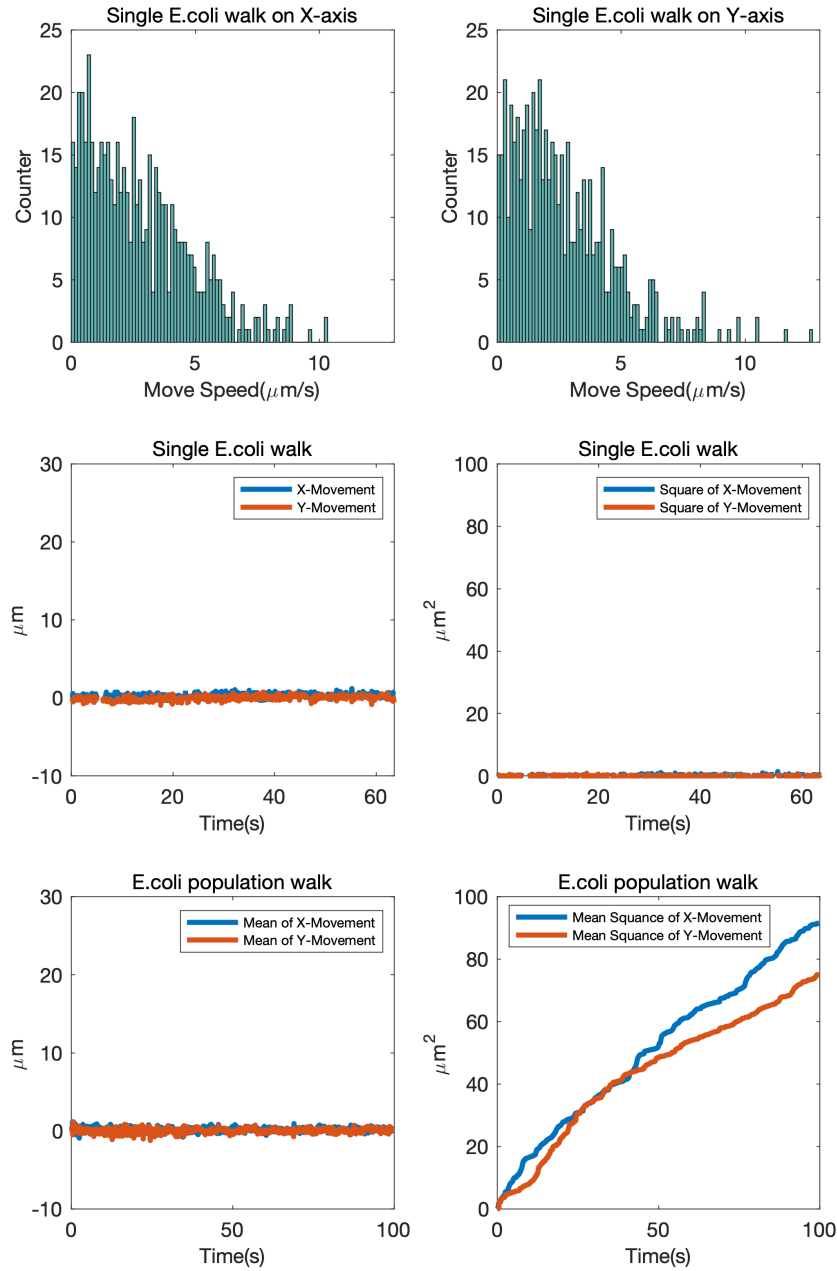 Single E.coli walk on X-axis
25
20
15
10
5
0
Counter
0 5 10
Move Speed(μm/s)
Single E.coli walk on Y-axis
25
20
15
10
5
0
Counter
0 5 10
Move Speed(μm/s)
Single E.coli walk
30
20
10
0
-10
μm
X-Movement
Y-Movement
0 20 40 60
Time(s)
Single E.coli walk
100
80
60
40
20
0
μm²
Square of X-Movement
Square of Y-Movement
0 20 40 60
Time(s)
E.coli population walk
30
20
10
0
-10
μm
Mean of X-Movement
Mean of Y-Movement
0 50 100
Time(s)
E.coli population walk
100
80
60
40
20
0
μm²
Mean Squance of X-Movement
Mean Squance of Y-Movement
0 50 100
Time(s)